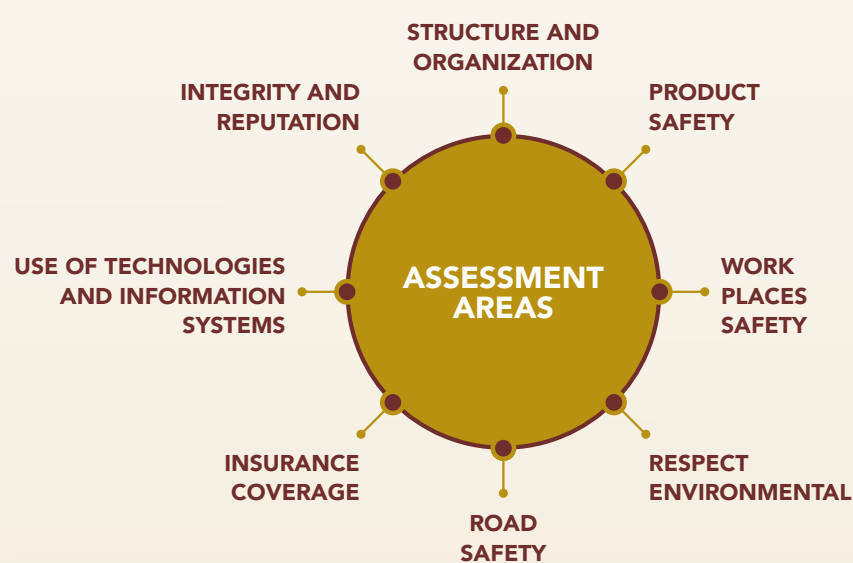 STRUCTURE AND
ORGANIZATION
INTEGRITY AND
REPUTATION
PRODUCT
SAFETY
USE OF TECHNOLOGIES
AND INFORMATION
SYSTEMS
ASSESSMENT
AREAS
WORK
PLACES
SAFETY
INSURANCE
COVERAGE
RESPECT
ENVIRONMENTAL
ROAD
SAFETY